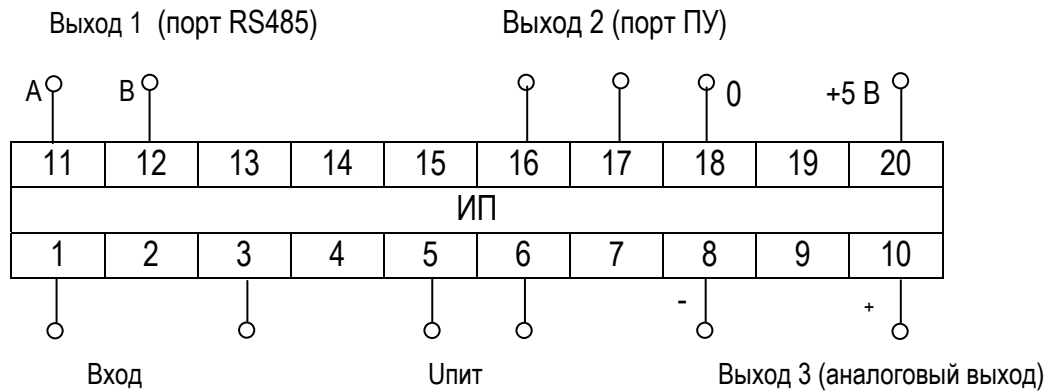 Выход 1 (порт RS485) Выход 2 (порт ПУ)
А В 0 +5 В
11 12 13 14 15 16 17 18 19 20
ИП
1 2 3 4 5 6 7 8 9 10
- +
Вход Uпит Выход 3 (аналоговый выход)